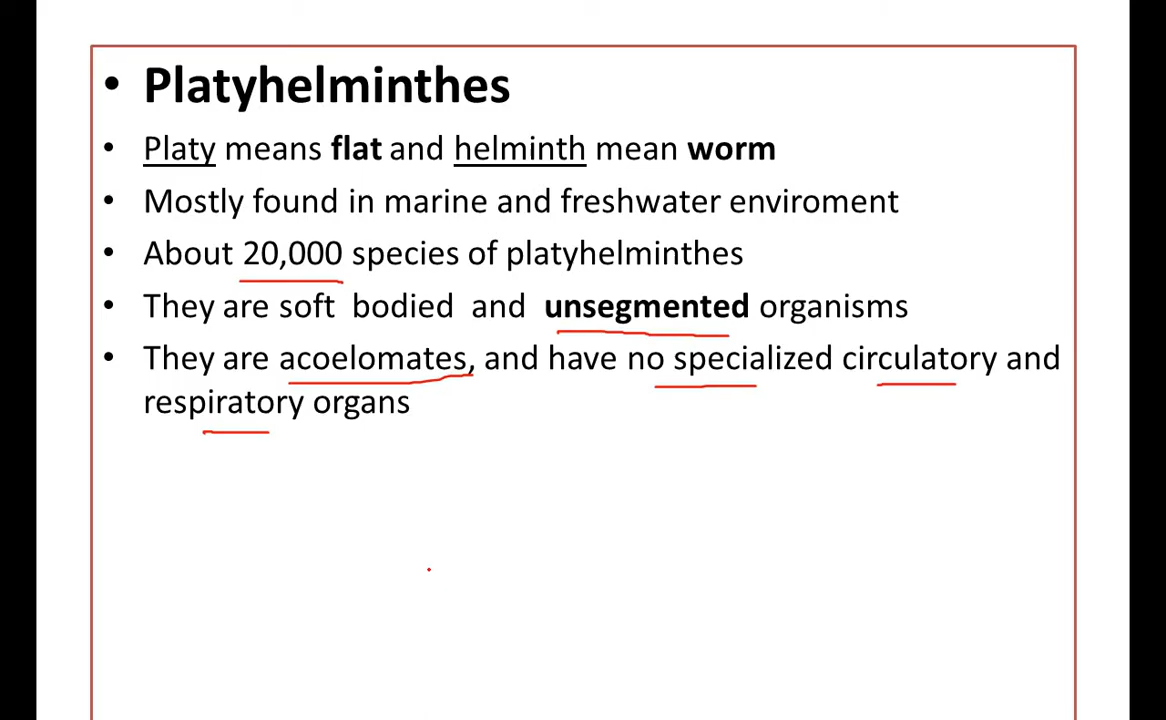 • Platyhelminthes
• Platy means flat and helminth mean worm
• Mostly found in marine and freshwater enviroment
• About 20,000 species of platyhelminthes
• They are soft bodied and unsegmented organisms
• They are acoelomates, and have no specialized circulatory and
respiratory organs